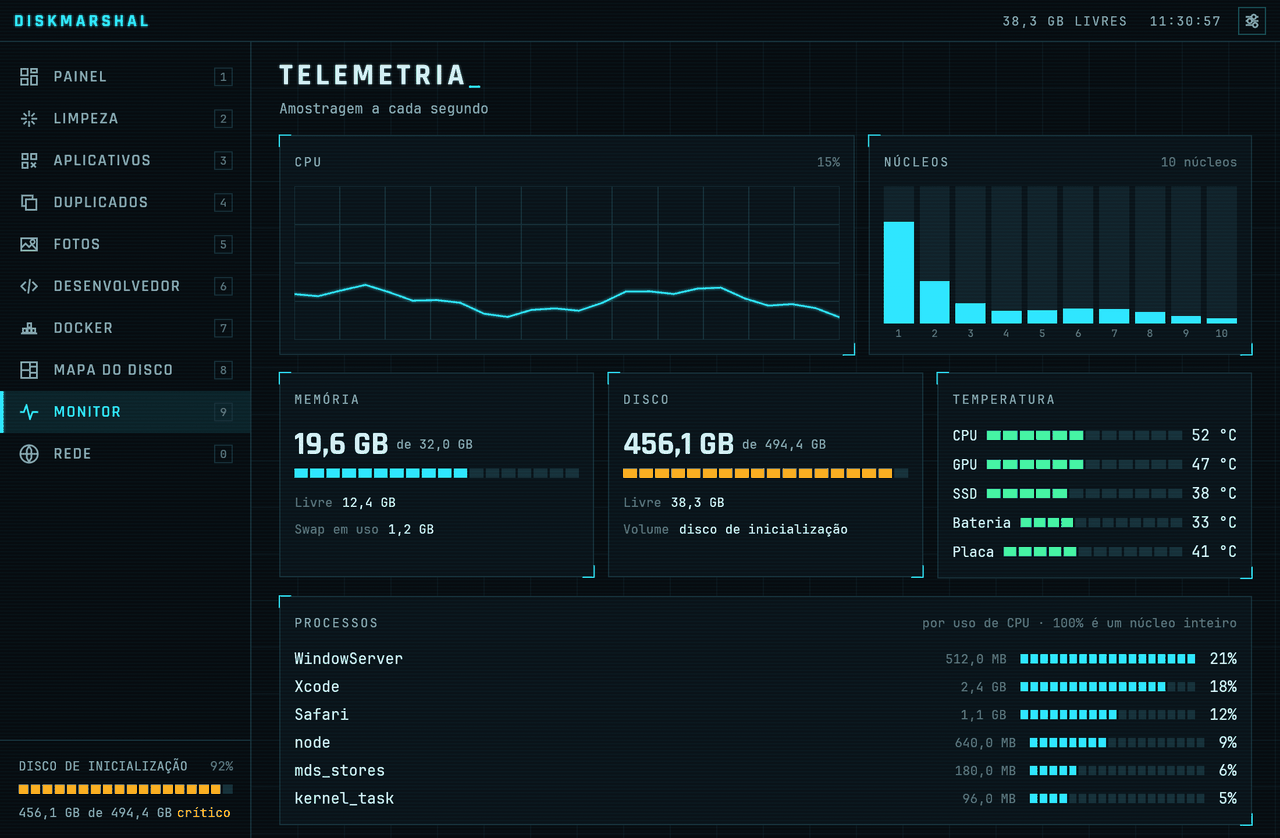 DISKMARSHAL
38,3 GB LIVRES 11:30:57
PAINEL 1
LIMPEZA 2
APLICATIVOS 3
DUPLICADOS 4
FOTOS 5
DESENVOLVEDOR 6
DOCKER 7
MAPA DO DISCO 8
MONITOR 9
REDE 0
DISCO DE INICIALIZAÇÃO 92%
456,1 GB de 494,4 GB crítico
TELEMETRIA_
Amostragem a cada segundo
CPU 15%
NÚCLEOS 10 núcleos
1 2 3 4 5 6 7 8 9 10
MEMÓRIA
19,6 GB de 32,0 GB
Livre 12,4 GB
Swap em uso 1,2 GB
DISCO
456,1 GB de 494,4 GB
Livre 38,3 GB
Volume disco de inicialização
TEMPERATURA
CPU 52 °C
GPU 47 °C
SSD 38 °C
Bateria 33 °C
Placa 41 °C
PROCESSOS por uso de CPU · 100% é um núcleo inteiro
WindowServer 512,0 MB 21%
Xcode 2,4 GB 18%
Safari 1,1 GB 12%
node 640,0 MB 9%
mds_stores 180,0 MB 6%
kernel_task 96,0 MB 5%